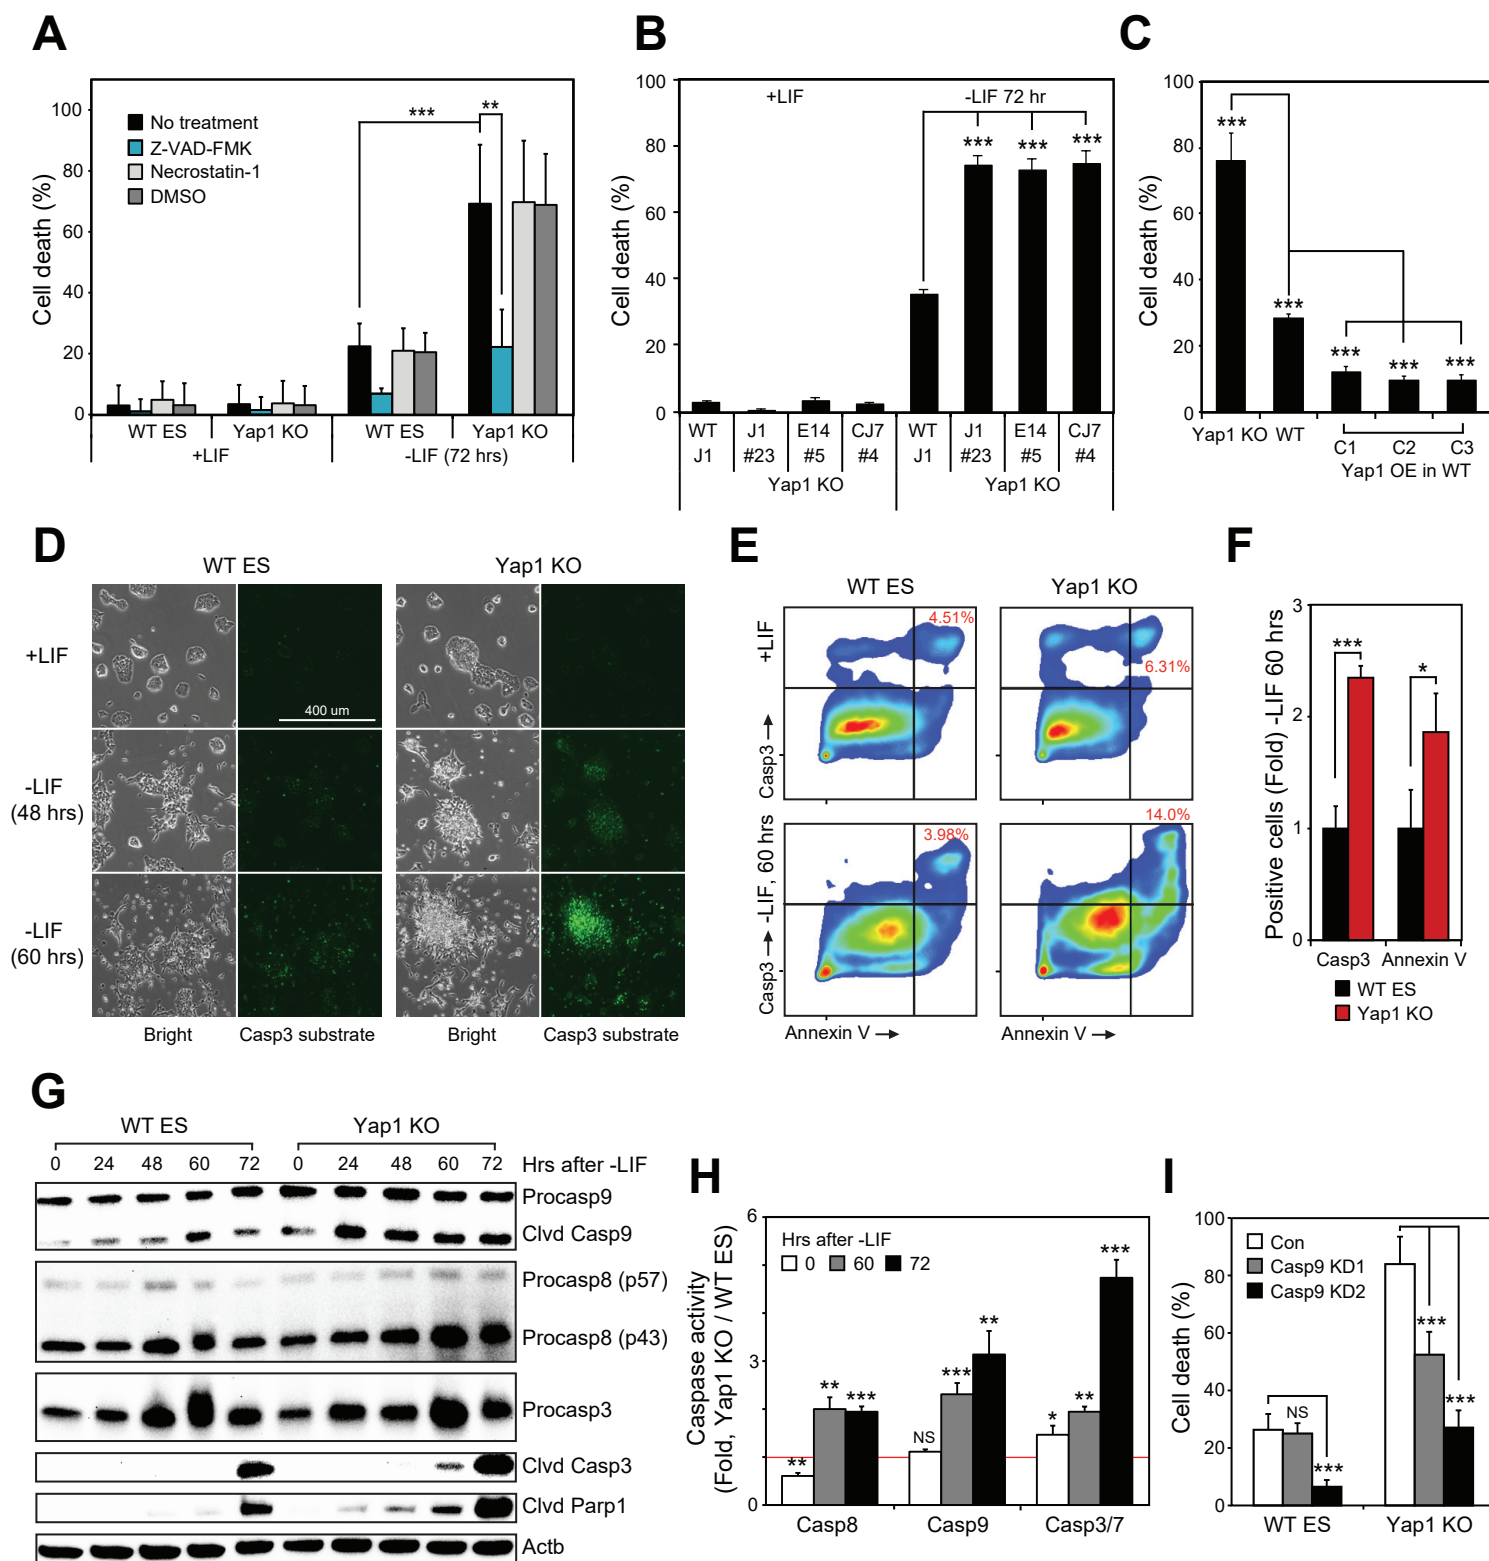 A
Cell death (%)
100
80
60
40
20
0
No treatment
Z-VAD-FMK
Necrostatin-1
DMSO
***
**
WT ES
Yap1 KO
WT ES
Yap1 KO
+LIF
-LIF (72 hrs)
B
Cell death (%)
100
80
60
40
20
0
+LIF
-LIF 72 hr
***
***
***
WT J1
J1 #23
E14 #5
CJ7 #4
WT J1
J1 #23
E14 #5
CJ7 #4
Yap1 KO
Yap1 KO
C
Cell death (%)
100
80
60
40
20
0
***
***
***
***
***
Yap1 KO
WT
C1
C2
C3
Yap1 OE in WT
D
WT ES
Yap1 KO
+LIF
400 um
-LIF
(48 hrs)
-LIF
(60 hrs)
Bright
Casp3 substrate
Bright
Casp3 substrate
E
WT ES
Yap1 KO
+LIF
Casp3
4.51%
6.31%
-LIF, 60 hrs
Casp3
3.98%
14.0%
Annexin V
Annexin V
F
Positive cells (Fold) -LIF 60 hrs
3
2
1
0
***
*
Casp3
Annexin V
WT ES
Yap1 KO
G
WT ES
Yap1 KO
0 24 48 60 72 0 24 48 60 72 Hrs after -LIF
Procasp9
Clvd Casp9
Procasp8 (p57)
Procasp8 (p43)
Procasp3
Clvd Casp3
Clvd Parp1
Actb
H
Caspase activity
(Fold, Yap1 KO / WT ES)
6
3
0
Hrs after -LIF
0 60 72
**
**
***
NS
***
**
*
**
***
Casp8
Casp9
Casp3/7
I
Cell death (%)
100
80
60
40
20
0
Con
Casp9 KD1
Casp9 KD2
NS
***
***
***
WT ES
Yap1 KO